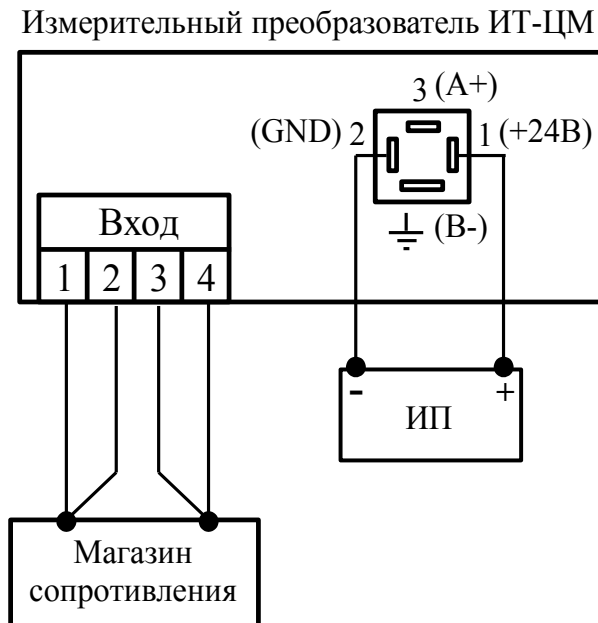 Измерительный преобразователь ИТ-ЦМ
3 (А+)
(GND) 2
1 (+24В)
(В-)
Вход
1 2 3 4
- +
ИП
Магазин
сопротивления